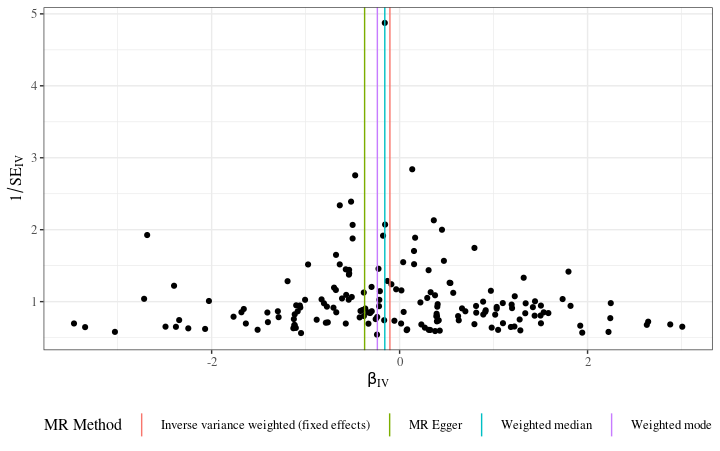 5
4
3
2
1
1/SE_IV
-2
0
2
β_IV
MR Method
Inverse variance weighted (fixed effects)
MR Egger
Weighted median
Weighted mode